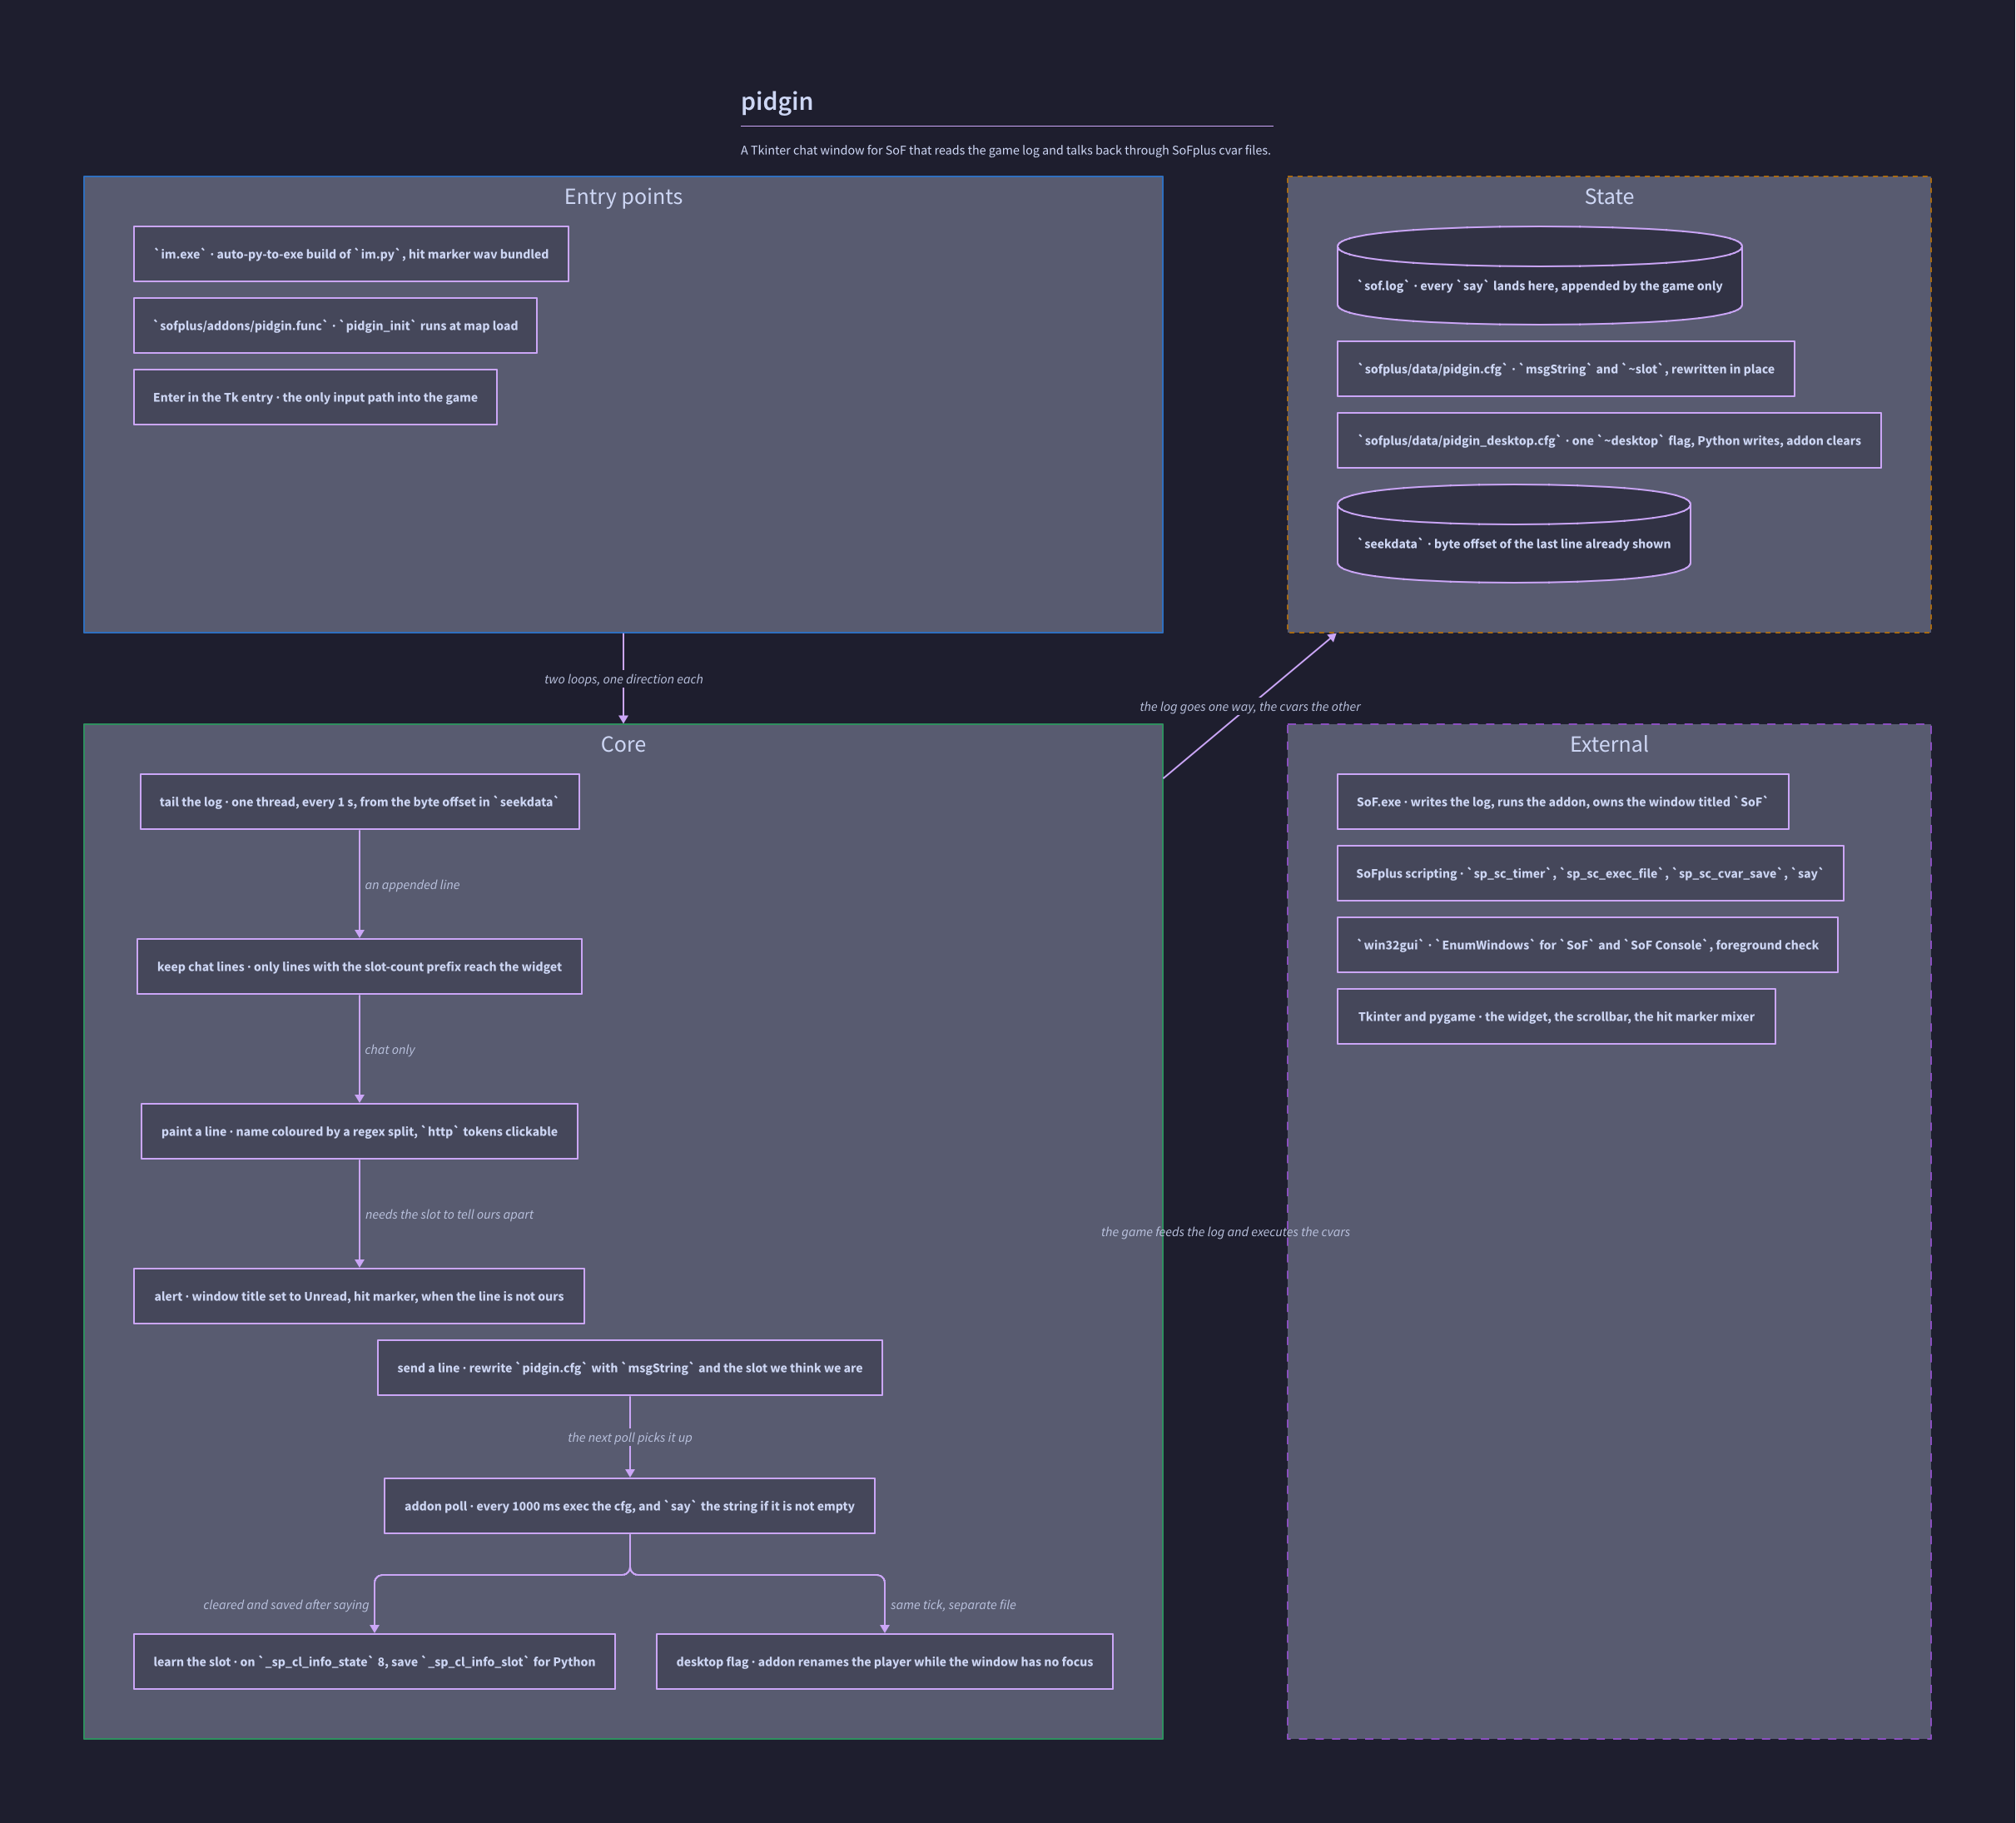 pidgin
A Tkinter chat window for SoF that reads the game log and talks back through SoFplus cvar files.
Entry points
`im.exe` · auto-py-to-exe build of `im.py`, hit marker wav bundled
`sofplus/addons/pidgin.func` · `pidgin_init` runs at map load
Enter in the Tk entry · the only input path into the game
State
`sof.log` · every `say` lands here, appended by the game only
`sofplus/data/pidgin.cfg` · `msgString` and `~slot`, rewritten in place
`sofplus/data/pidgin_desktop.cfg` · one `~desktop` flag, Python writes, addon clears
`seekdata` · byte offset of the last line already shown
two loops, one direction each
the log goes one way, the cvars the other
Core
tail the log · one thread, every 1 s, from the byte offset in `seekdata`
an appended line
keep chat lines · only lines with the slot-count prefix reach the widget
chat only
paint a line · name coloured by a regex split, `http` tokens clickable
needs the slot to tell ours apart
alert · window title set to Unread, hit marker, when the line is not ours
send a line · rewrite `pidgin.cfg` with `msgString` and the slot we think we are
the next poll picks it up
addon poll · every 1000 ms exec the cfg, and `say` the string if it is not empty
cleared and saved after saying
same tick, separate file
learn the slot · on `_sp_cl_info_state` 8, save `_sp_cl_info_slot` for Python
desktop flag · addon renames the player while the window has no focus
the game feeds the log and executes the cvars
External
SoF.exe · writes the log, runs the addon, owns the window titled `SoF`
SoFplus scripting · `sp_sc_timer`, `sp_sc_exec_file`, `sp_sc_cvar_save`, `say`
`win32gui` · `EnumWindows` for `SoF` and `SoF Console`, foreground check
Tkinter and pygame · the widget, the scrollbar, the hit marker mixer